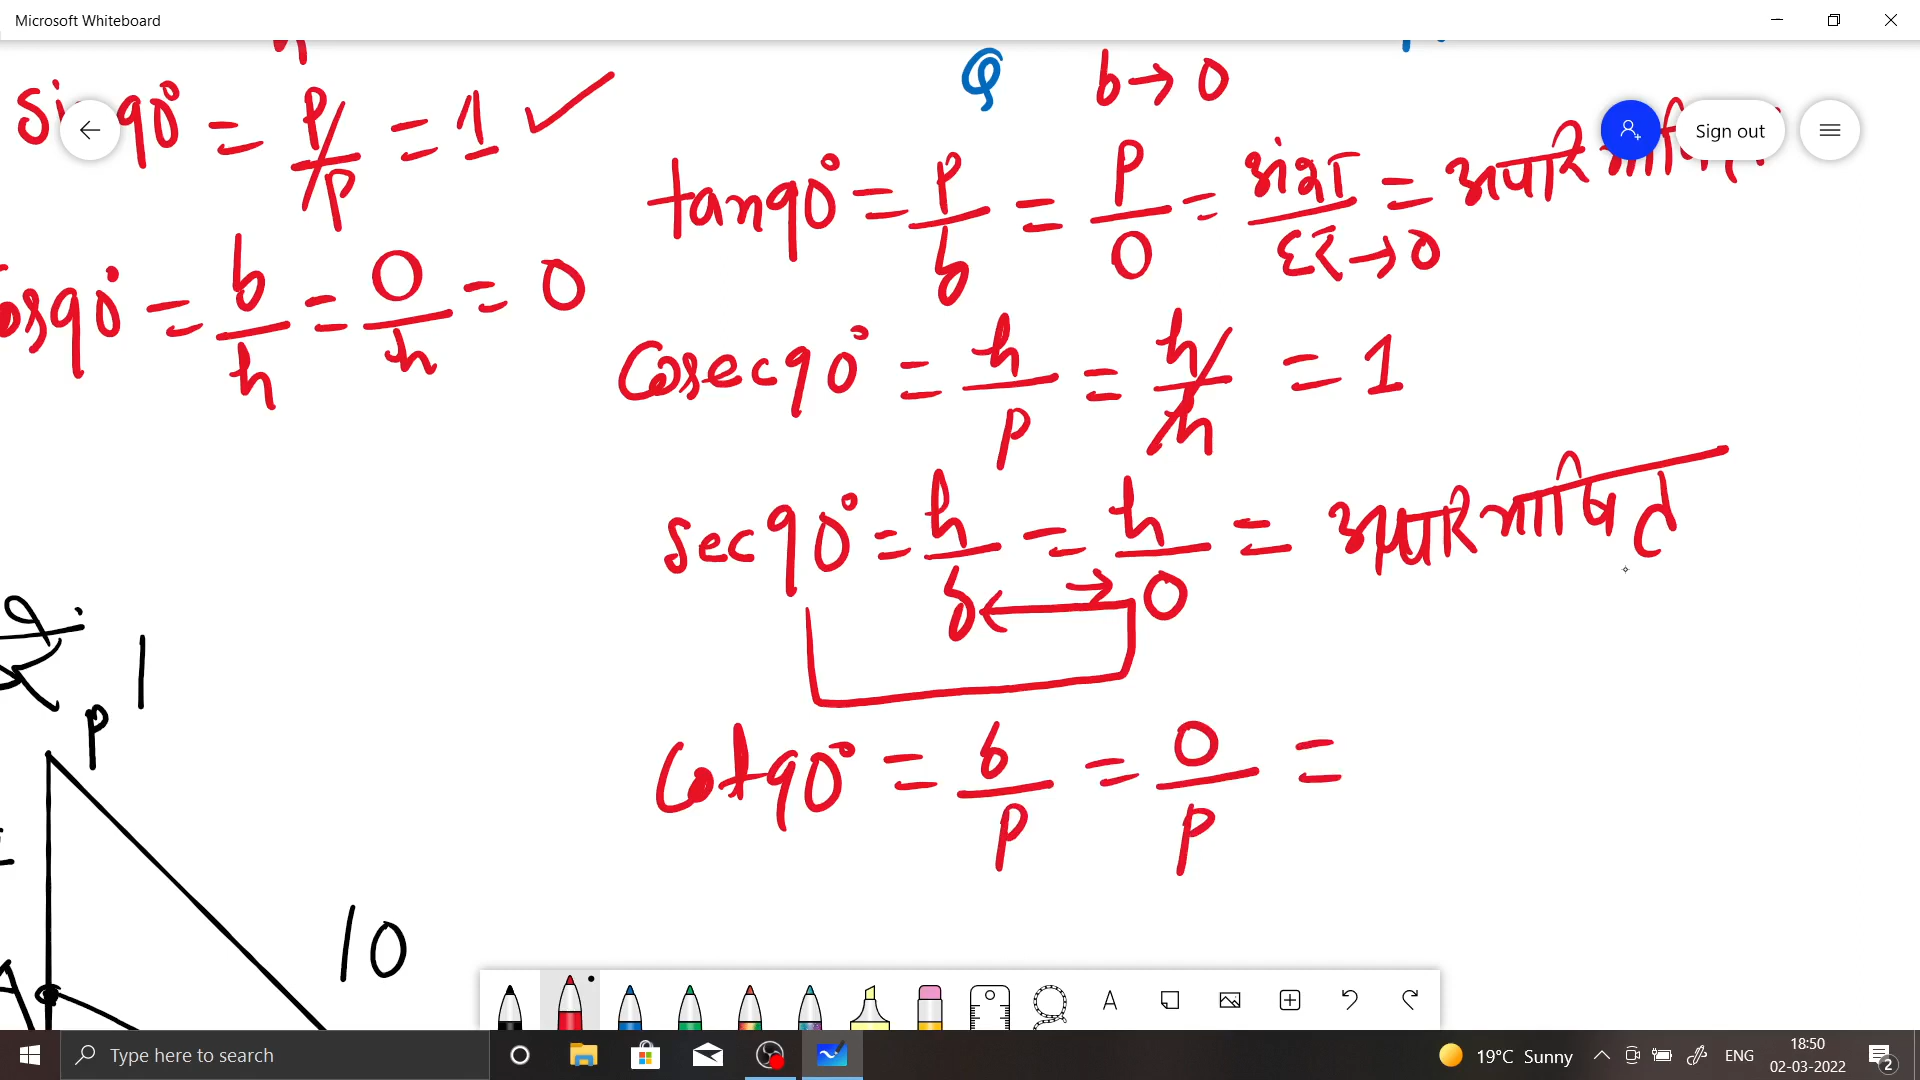 Microsoft Whiteboard
Sign out
sin 90° = p/p = 1 ✓
cos 90° = b/h = 0/h = 0
Q
b → 0
tan 90° = p/b = p/0 = अंश/हर → 0 = अपरिभाषित
cosec 90° = h/p = h/h = 1
sec 90° = h/b = h/0 = अपरिभाषित
cot 90° = b/p = 0/p =
1
P
10
A
Type here to search
19°C Sunny
ENG
18:50
02-03-2022
2